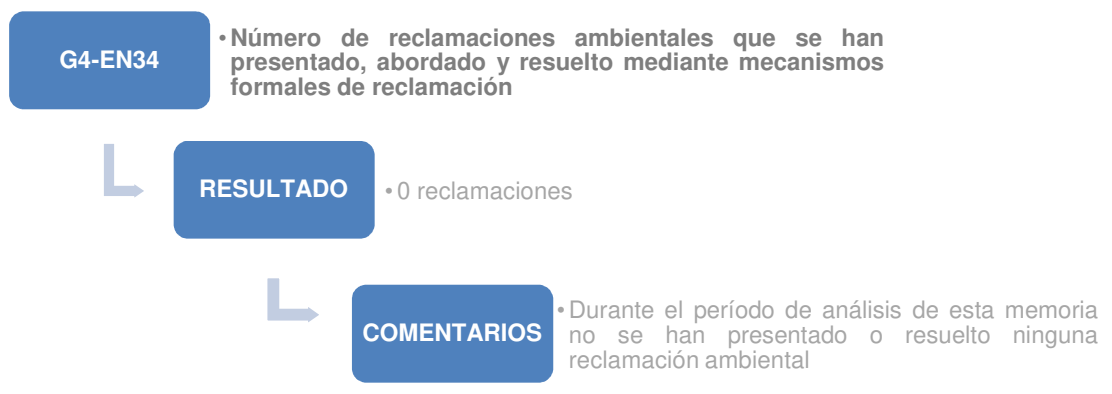 G4-EN34
• Número de reclamaciones ambientales que se han
presentado, abordado y resuelto mediante mecanismos
formales de reclamación
RESULTADO
• 0 reclamaciones
COMENTARIOS
• Durante el período de análisis de esta memoria
no se han presentado o resuelto ninguna
reclamación ambiental